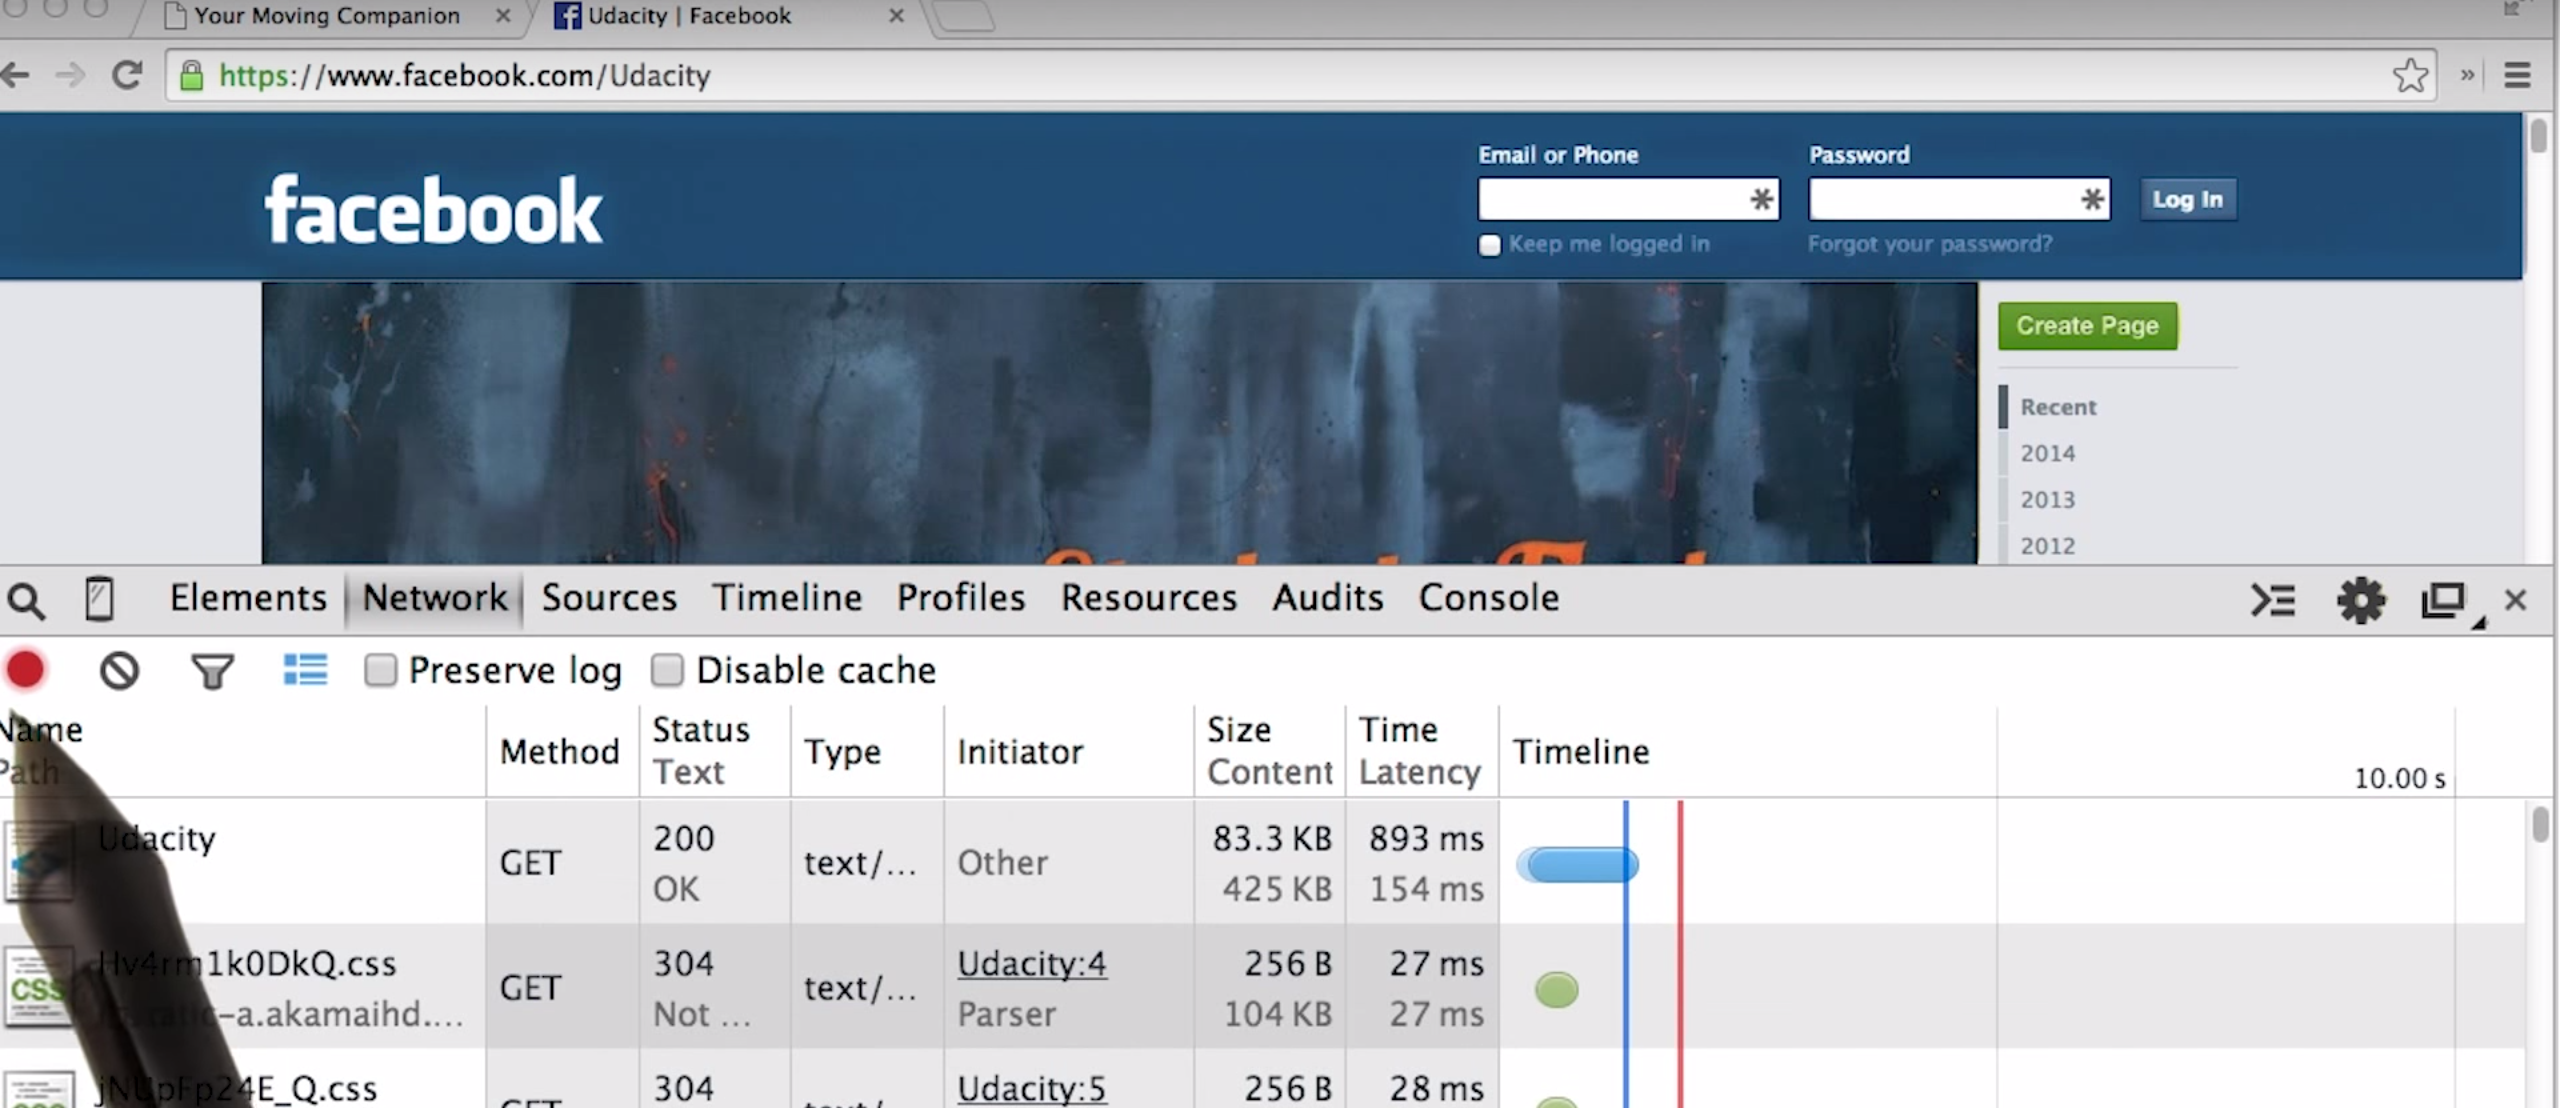 Your Moving Companion
Udacity | Facebook
https://www.facebook.com/Udacity
Email or Phone
Password
facebook
Log In
Keep me logged in
Forgot your password?
Create Page
Recent
2014
2013
2012
Elements Network Sources Timeline Profiles Resources Audits Console
Preserve log Disable cache
Name
Path
Method
Status
Text
Type
Initiator
Size
Content
Time
Latency
Timeline
10.00 s
Udacity
GET
200
OK
text/...
Other
83.3 KB
425 KB
893 ms
154 ms
Hv4rm1k0DkQ.css
CSS
-a.akamaihd....
GET
304
Not ...
text/...
Udacity:4
Parser
256 B
104 KB
27 ms
27 ms
jNUpFp24E_Q.css
304
Udacity:5
256 B
28 ms